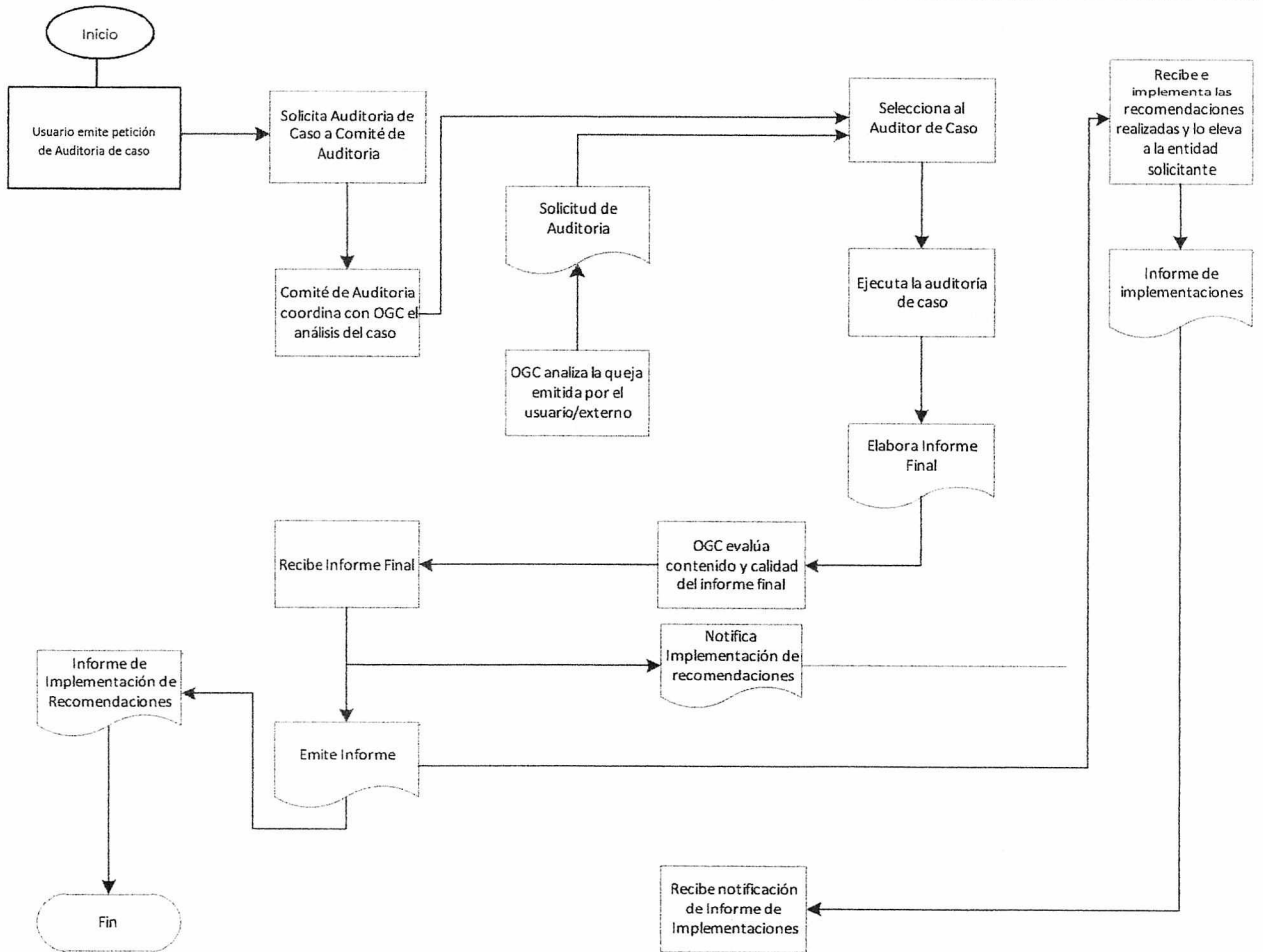 Inicio
Usuario emite petición
de Auditoria de caso
Solicita Auditoria de
Caso a Comité de
Auditoria
Comité de Auditoria
coordina con OGC el
análisis del caso
Solicitud de
Auditoria
OGC analiza la queja
emitida por el
usuario/externo
Selecciona al
Auditor de Caso
Ejecuta la auditoría
de caso
Elabora Informe
Final
Recibe e
implementa las
recomendaciones
realizadas y lo eleva
a la entidad
solicitante
Informe de
implementaciones
OGC evalúa
contenido y calidad
del informe final
Recibe Informe Final
Notifica
Implementación de
recomendaciones
Emite Informe
Informe de
Implementación de
Recomendaciones
Fin
Recibe notificación
de Informe de
Implementaciones